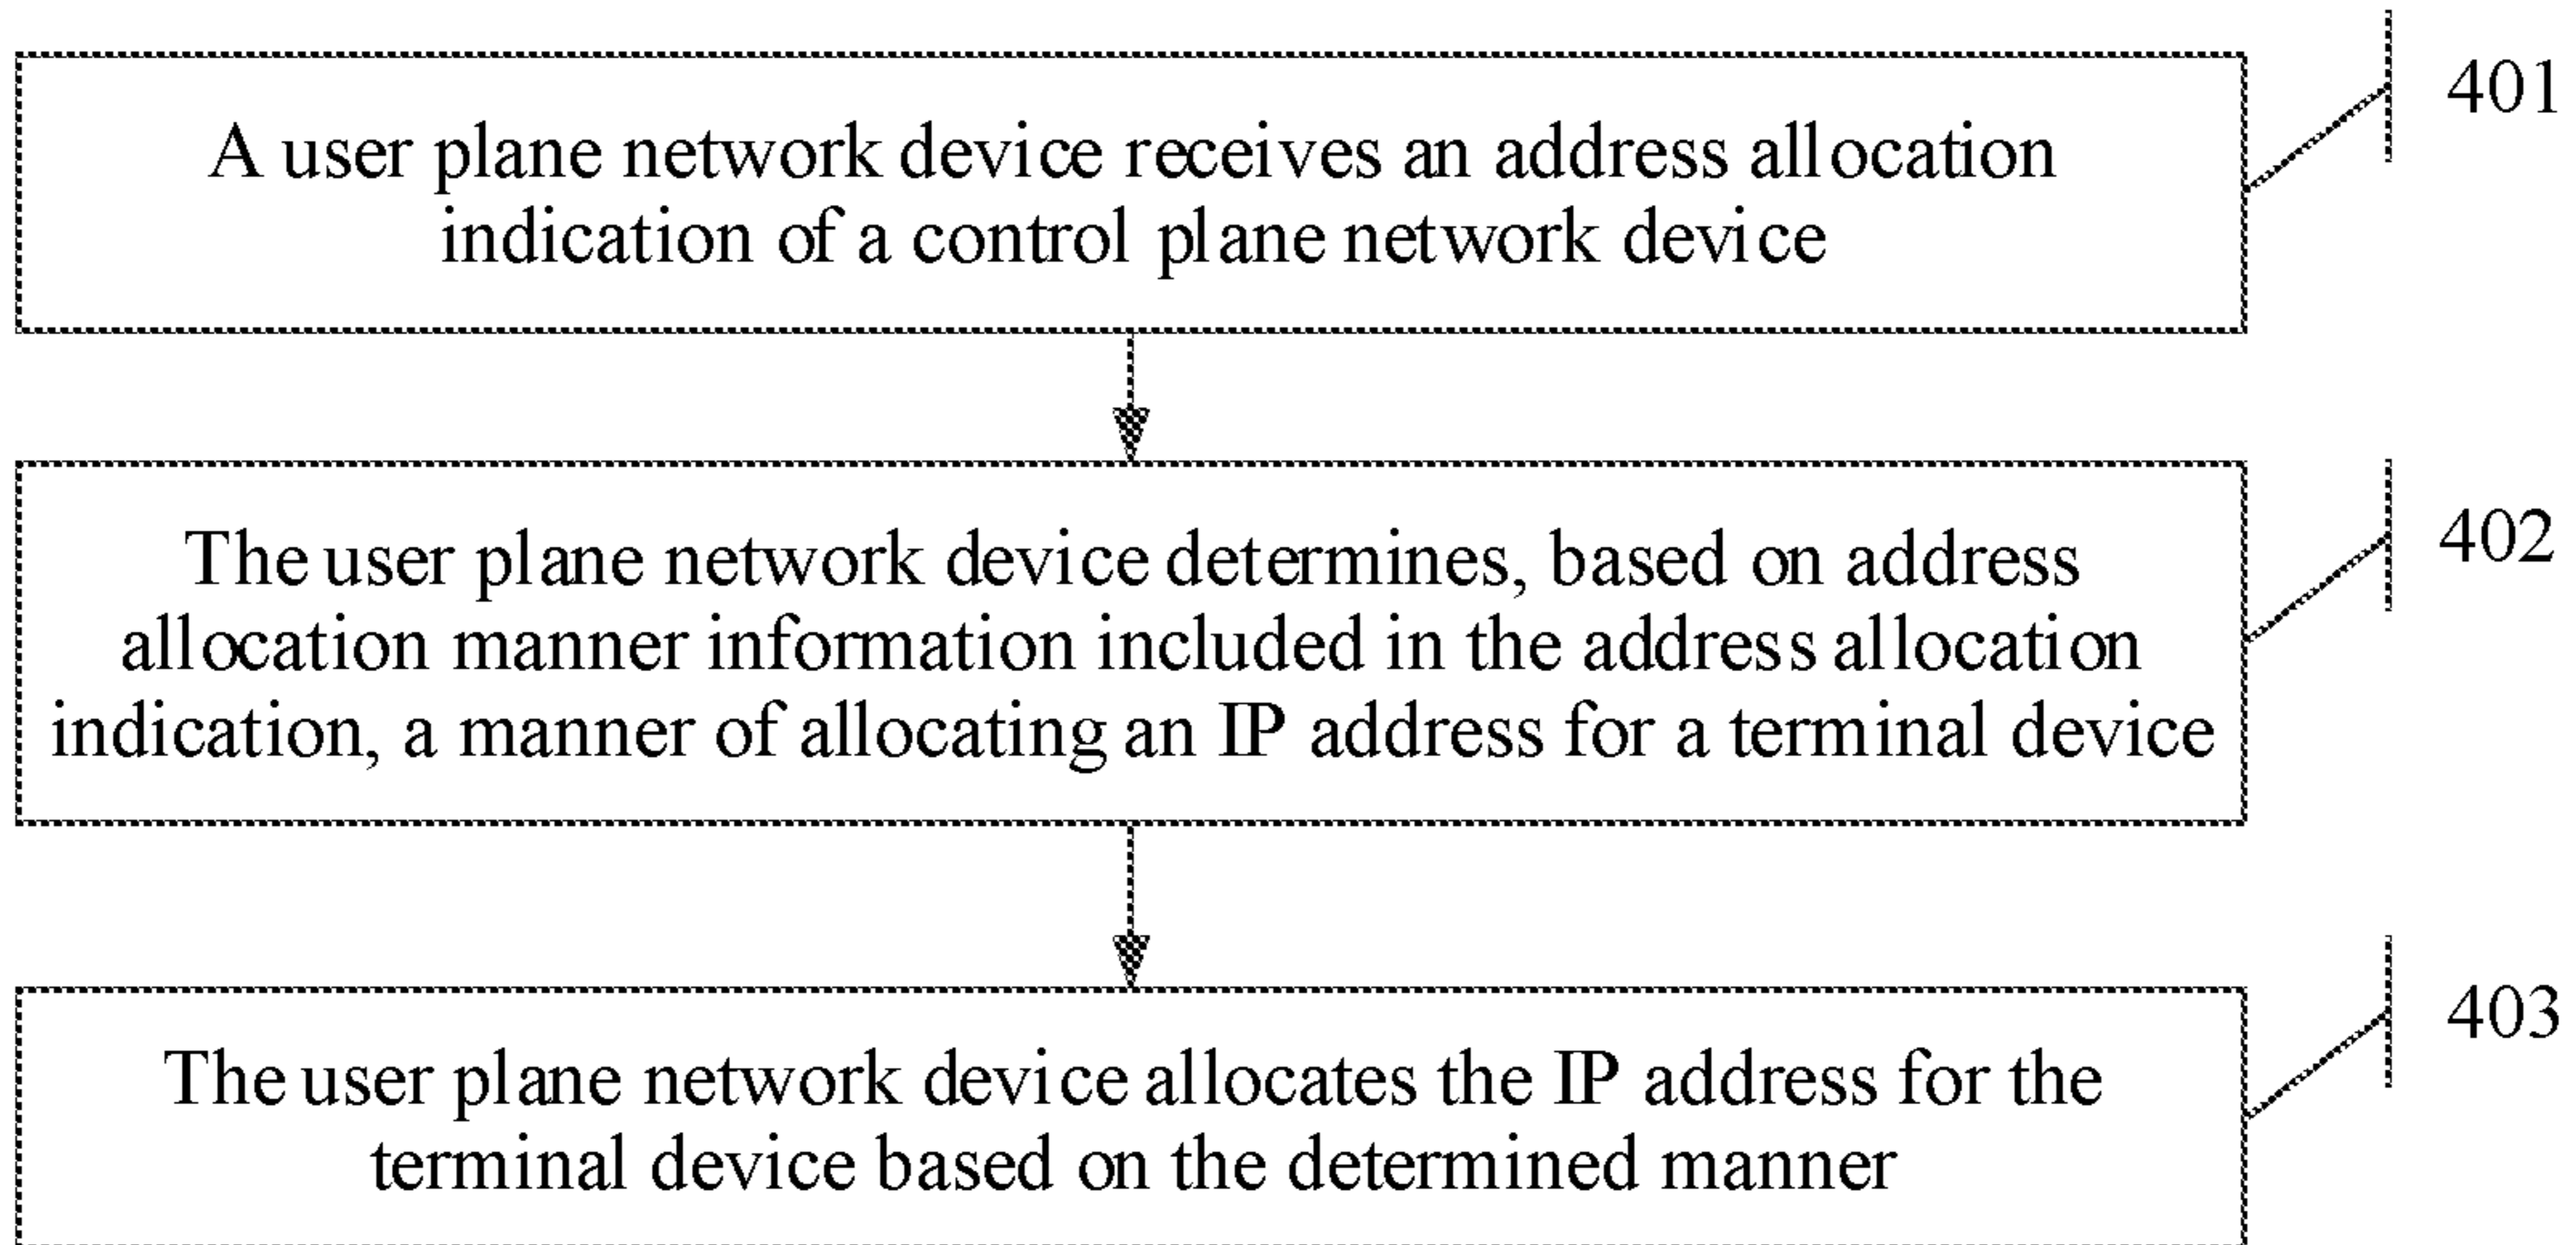 401
A user plane network device receives an address allocation
indication of a control plane network device
402
The user plane network device determines, based on address
allocation manner information included in the address allocation
indication, a manner of allocating an IP address for a terminal device
403
The user plane network device allocates the IP address for the
terminal device based on the determined manner